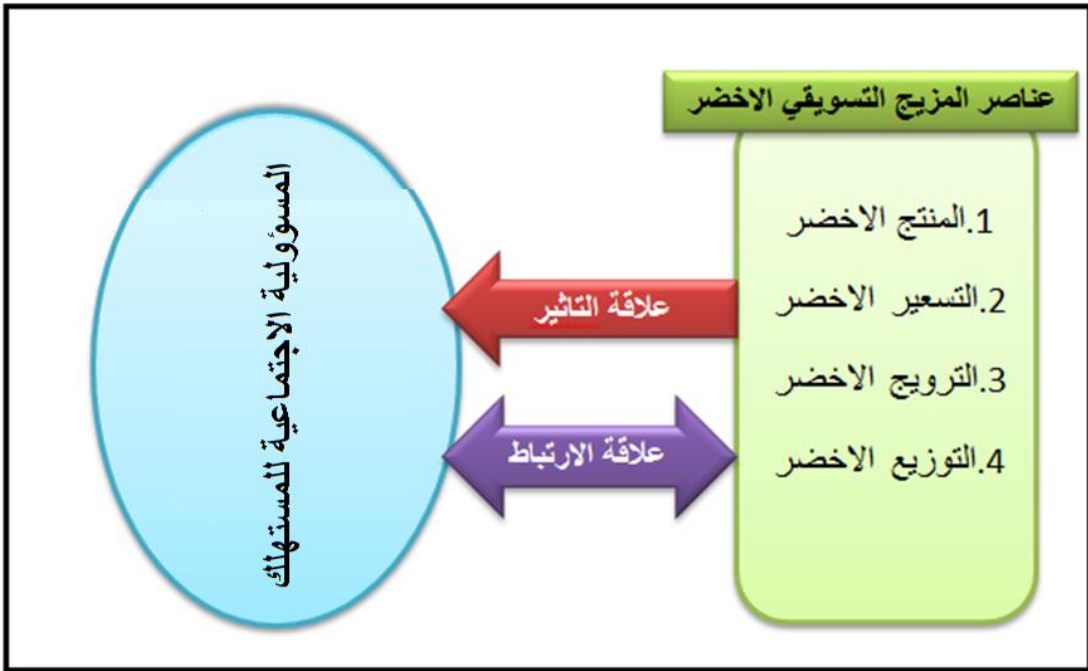 عناصر المزيج التسويقي الاخضر
1.المنتج الاخضر
2.التسعير الاخضر
3.الترويج الاخضر
4.التوزيع الاخضر
علاقة التاثير
علاقة الارتباط
المسؤولية الاجتماعية للمستهلك